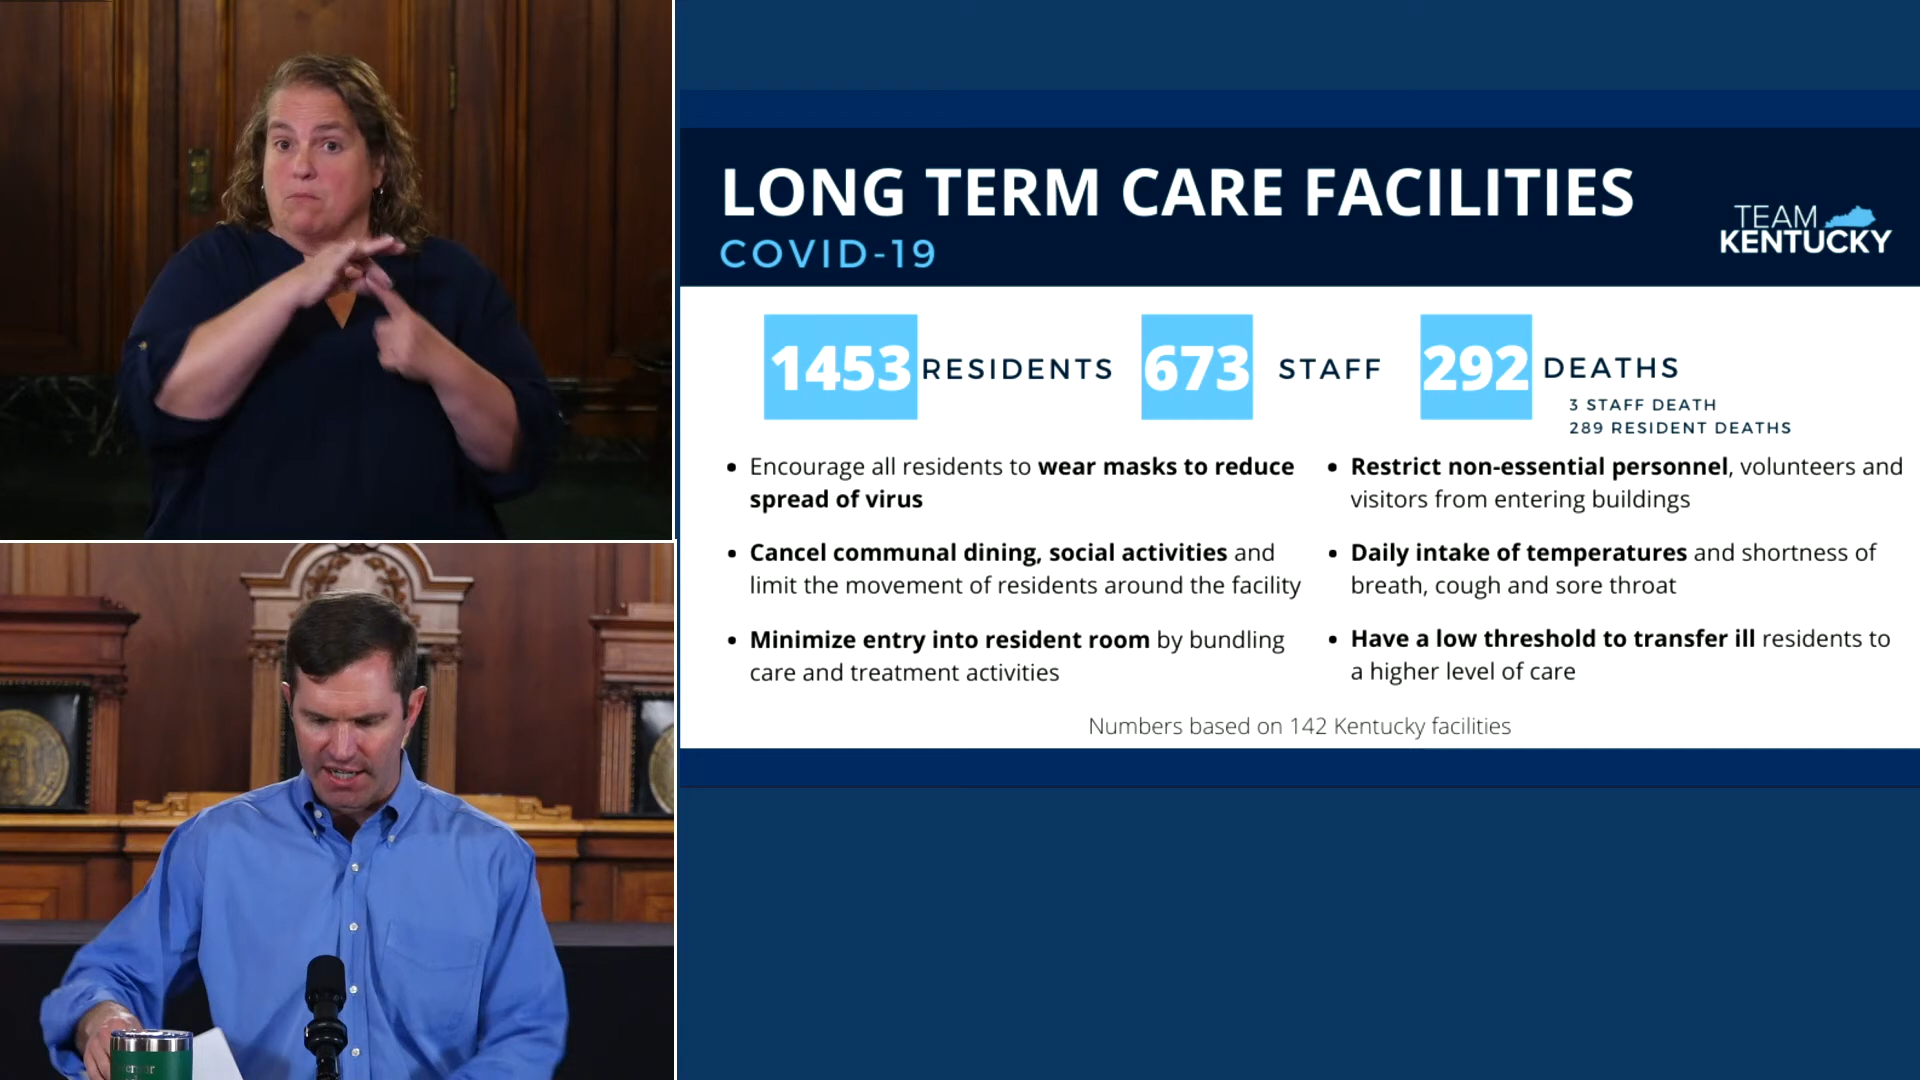 LONG TERM CARE FACILITIES
COVID-19
TEAM
KENTUCKY
1453 RESIDENTS 673 STAFF 292 DEATHS
3 STAFF DEATH
289 RESIDENT DEATHS
• Encourage all residents to wear masks to reduce
spread of virus
• Cancel communal dining, social activities and
limit the movement of residents around the facility
• Minimize entry into resident room by bundling
care and treatment activities
• Restrict non-essential personnel, volunteers and
visitors from entering buildings
• Daily intake of temperatures and shortness of
breath, cough and sore throat
• Have a low threshold to transfer ill residents to
a higher level of care
Numbers based on 142 Kentucky facilities